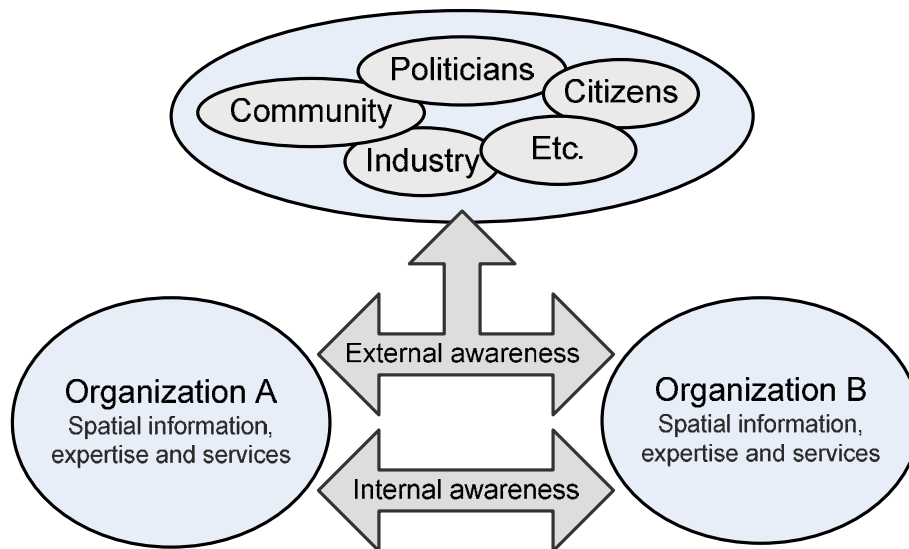 Politicians
Citizens
Community
Industry
Etc.
External awareness
Organization A
Spatial information,
expertise and services
Organization B
Spatial information,
expertise and services
Internal awareness